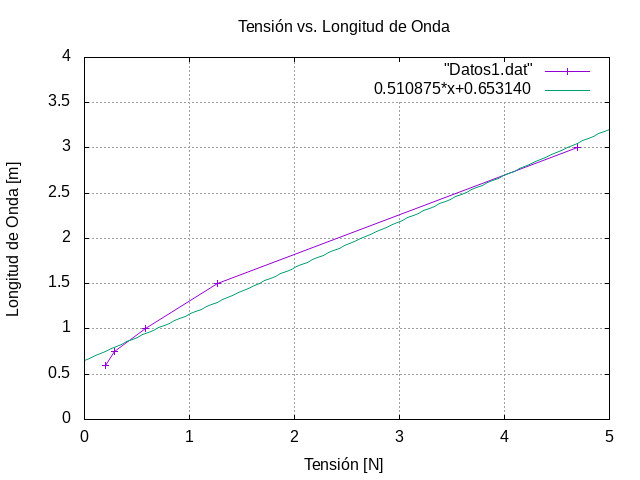 Tensión vs. Longitud de Onda
"Datos1.dat"
0.510875*x+0.653140
4
3.5
3
2.5
2
1.5
1
0.5
0
Longitud de Onda [m]
0 1 2 3 4 5
Tensión [N]